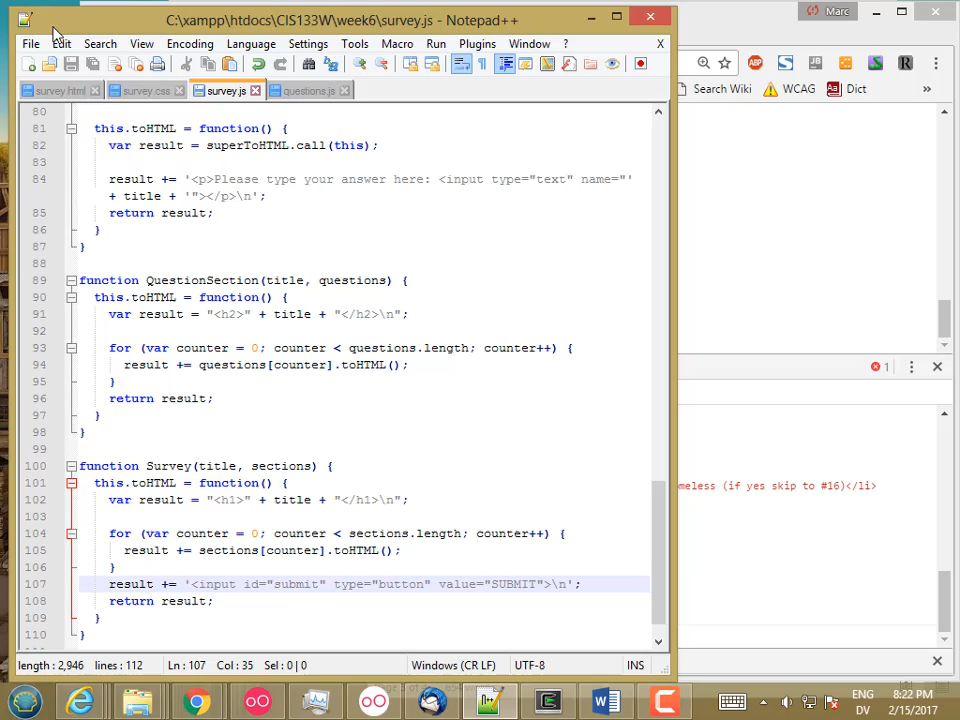 C:\xampp\htdocs\CIS133W\week6\survey.js - Notepad++
Marc
File Edit Search View Encoding Language Settings Tools Macro Run Plugins Window ? X
ABP S JB S R
Search Wiki WCAG Dict »
survey.html survey.css survey.js questions.js
80
81 this.toHTML = function() {
82 var result = superToHTML.call(this);
83
84 result += '<p>Please type your answer here: <input type="text" name="'
+ title + '"></p>\n';
85 return result;
86 }
87 }
88
89 function QuestionSection(title, questions) {
90 this.toHTML = function() {
91 var result = "<h2>" + title + "</h2>\n";
92
93 for (var counter = 0; counter < questions.length; counter++) {
94 result += questions[counter].toHTML();
95 }
96 return result;
97 }
98 }
99
100 function Survey(title, sections) {
101 this.toHTML = function() {
102 var result = "<h1>" + title + "</h1>\n";
103
104 for (var counter = 0; counter < sections.length; counter++) {
105 result += sections[counter].toHTML();
106 }
107 result += '<input id="submit" type="button" value="SUBMIT">\n';
108 return result;
109 }
110 }
1
meless (if yes skip to #16)</li>
length : 2,946 lines : 112 Ln : 107 Col : 35 Sel : 0 | 0 Windows (CR LF) UTF-8 INS
ENG
DV
8:22 PM
2/15/2017